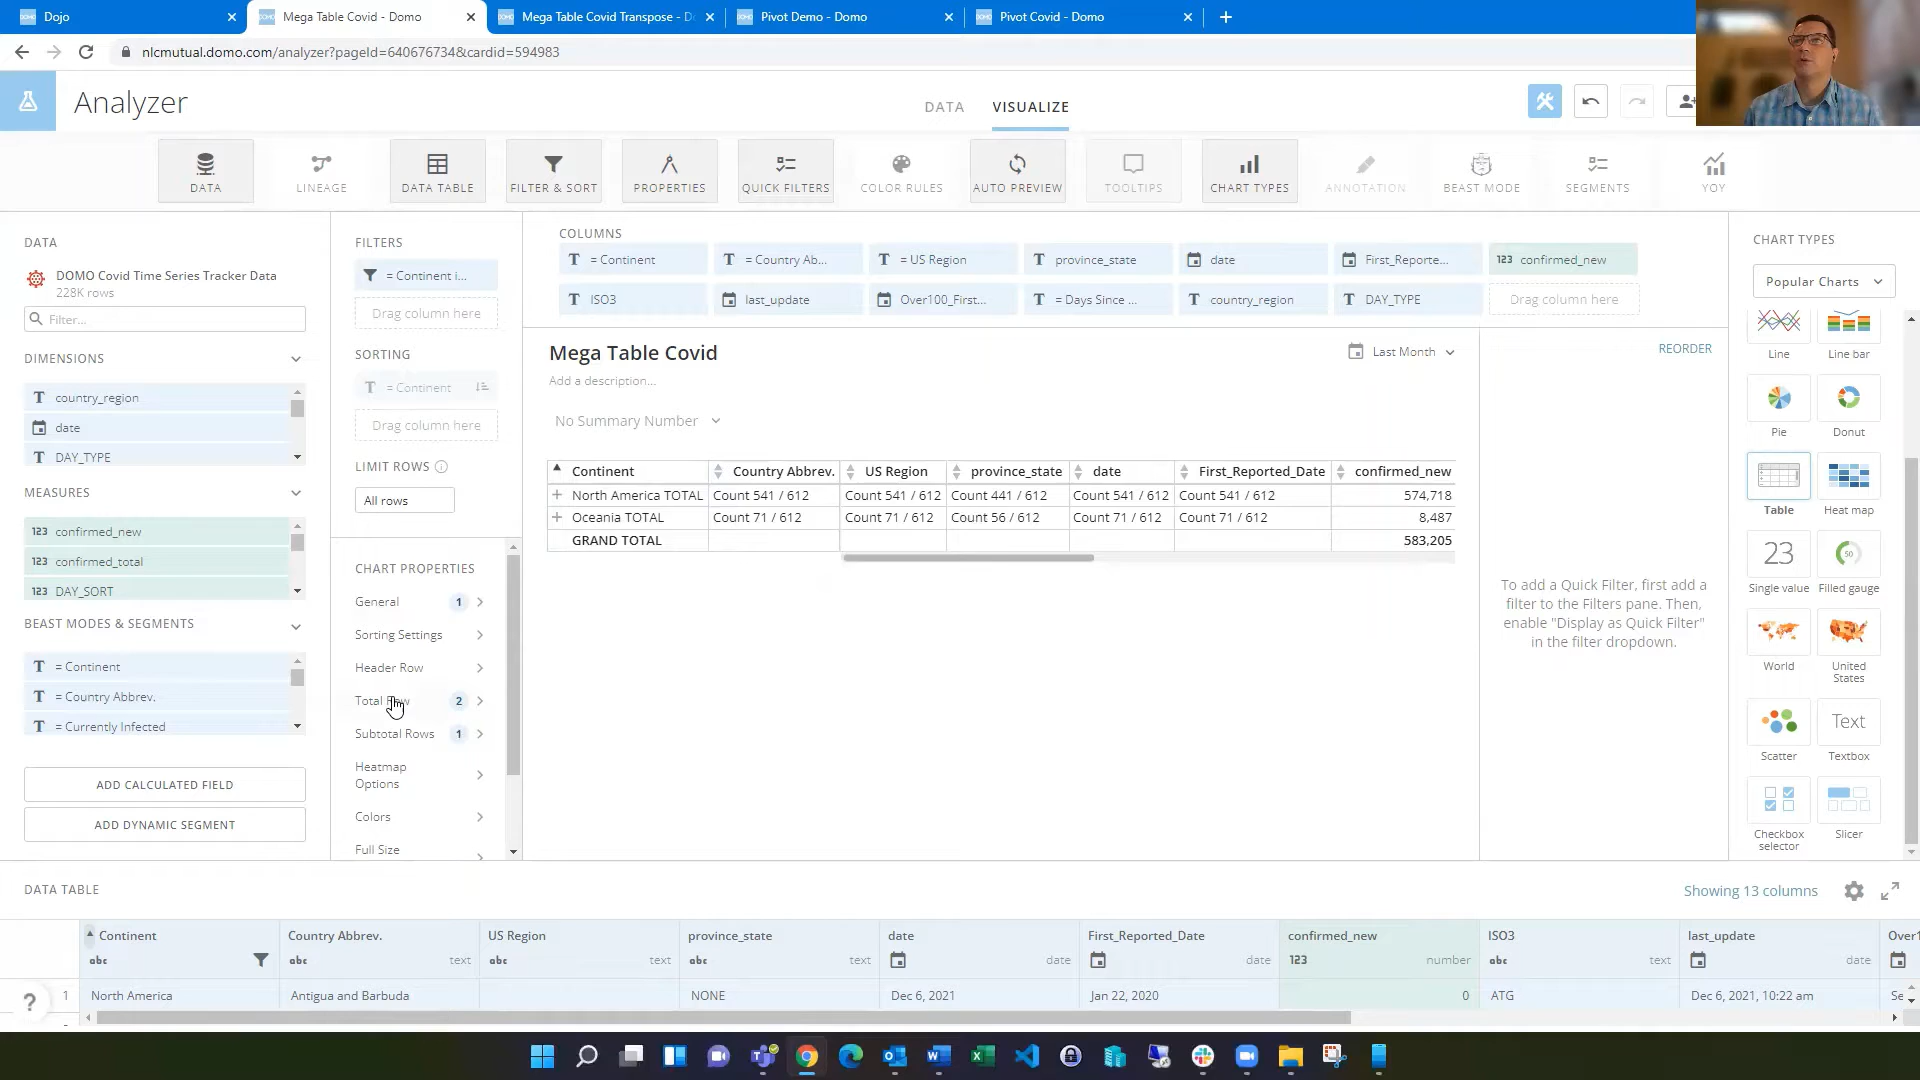 Dojo
Mega Table Covid - Domo
Mega Table Covid Transpose - D
Pivot Demo - Domo
Pivot Covid - Domo
nlcmutual.domo.com/analyzer?pageId=640676734&cardid=594983
Analyzer
DATA
VISUALIZE
DATA
LINEAGE
DATA TABLE
FILTER & SORT
PROPERTIES
QUICK FILTERS
COLOR RULES
AUTO PREVIEW
TOOLTIPS
CHART TYPES
ANNOTATION
BEAST MODE
SEGMENTS
YOY
DATA
DOMO Covid Time Series Tracker Data
228K rows
Filter...
DIMENSIONS
T country_region
date
T DAY_TYPE
MEASURES
123 confirmed_new
123 confirmed_total
123 DAY_SORT
BEAST MODES & SEGMENTS
T = Continent
T = Country Abbrev.
T = Currently Infected
ADD CALCULATED FIELD
ADD DYNAMIC SEGMENT
FILTERS
= Continent i...
Drag column here
SORTING
T = Continent
Drag column here
LIMIT ROWS
All rows
CHART PROPERTIES
General 1
Sorting Settings
Header Row
Total Row 2
Subtotal Rows 1
Heatmap
Options
Colors
Full Size
COLUMNS
T = Continent T = Country Ab... T = US Region T province_state date First_Reporte... 123 confirmed_new
T ISO3 last_update Over100_First... T = Days Since ... T country_region T DAY_TYPE Drag column here
Mega Table Covid
Last Month
Add a description...
No Summary Number
Continent Country Abbrev. US Region province_state date First_Reported_Date confirmed_new
+ North America TOTAL Count 541 / 612 Count 541 / 612 Count 441 / 612 Count 541 / 612 Count 541 / 612 574,718
+ Oceania TOTAL Count 71 / 612 Count 71 / 612 Count 56 / 612 Count 71 / 612 Count 71 / 612 8,487
GRAND TOTAL 583,205
REORDER
To add a Quick Filter, first add a
filter to the Filters pane. Then,
enable "Display as Quick Filter"
in the filter dropdown.
CHART TYPES
Popular Charts
Line
Line bar
Pie
Donut
Table
Heat map
23
50
Single value
Filled gauge
World
United
States
Text
Scatter
Textbox
Checkbox
selector
Slicer
DATA TABLE
Showing 13 columns
Continent Country Abbrev. US Region province_state date First_Reported_Date confirmed_new ISO3 last_update Over1
abc abc text abc text abc text date date 123 number abc text date
1 North America Antigua and Barbuda NONE Dec 6, 2021 Jan 22, 2020 0 ATG Dec 6, 2021, 10:22 am Se
?